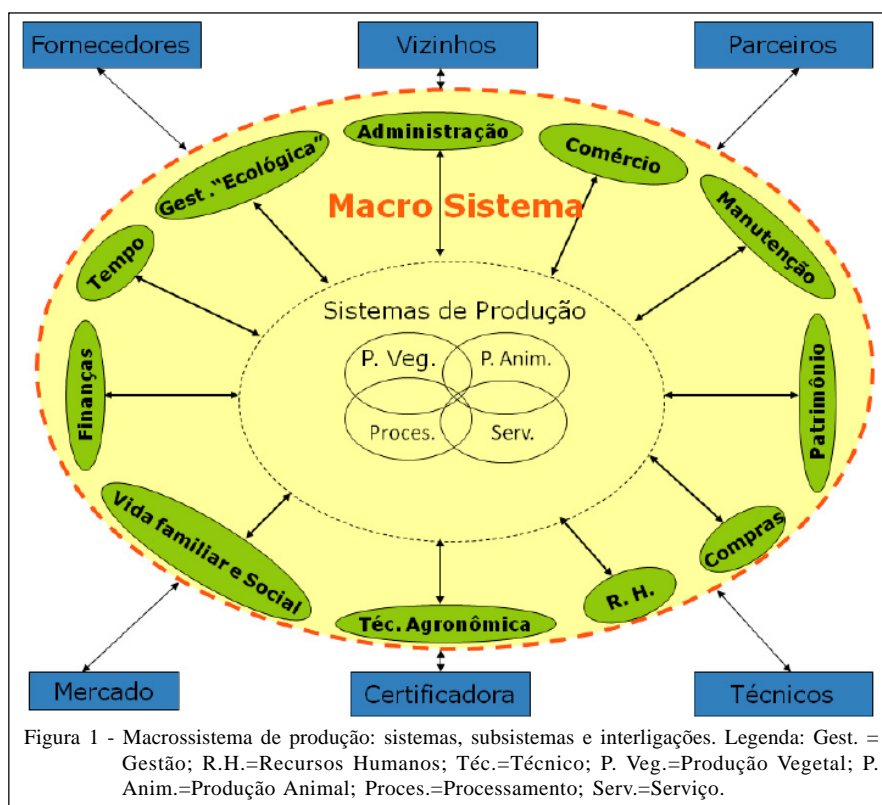 Fornecedores
Vizinhos
Parceiros
Administração
Gest ."Ecológica"
Comércio
Macro Sistema
Manutenção
Tempo
Sistemas de Produção
P. Veg.
P. Anim.
Finanças
Patrimônio
Proces.
Serv.
Vida familiar e Social
Compras
R. H.
Téc. Agronômica
Mercado
Certificadora
Técnicos
Figura 1 - Macrossistema de produção: sistemas, subsistemas e interligações. Legenda: Gest. =
Gestão; R.H.=Recursos Humanos; Téc.=Técnico; P. Veg.=Produção Vegetal; P.
Anim.=Produção Animal; Proces.=Processamento; Serv.=Serviço.